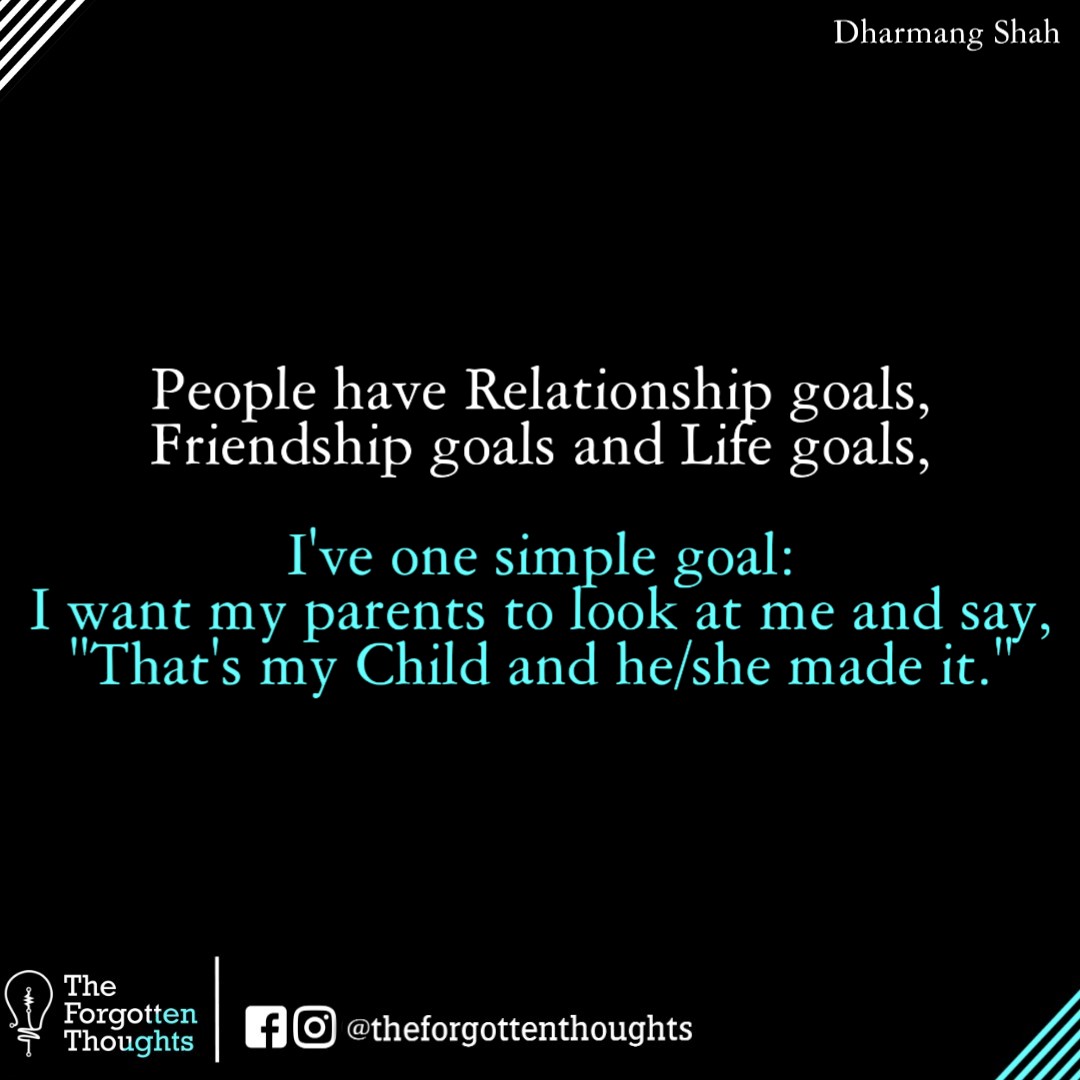 Dharmang Shah
People have Relationship goals,
Friendship goals and Life goals,
I've one simple goal:
I want my parents to look at me and say,
"That's my Child and he/she made it."
The
Forgotten
Thoughts
@theforgottenthoughts